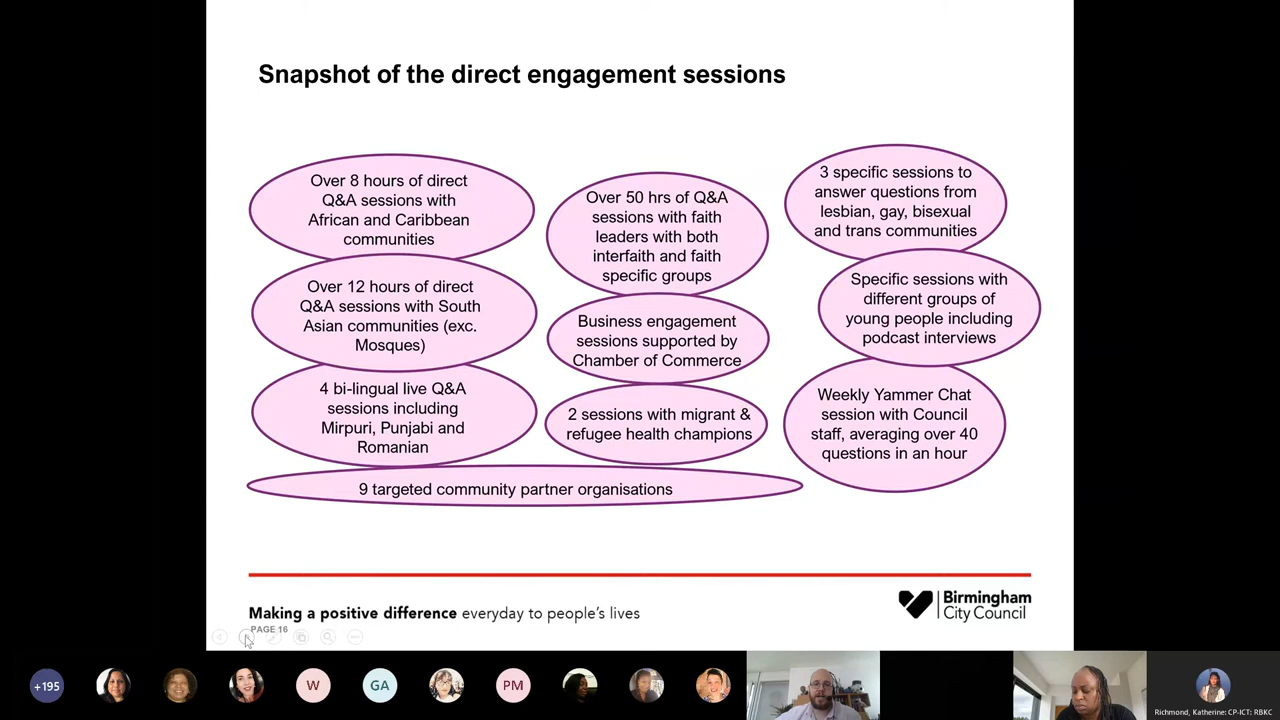 Snapshot of the direct engagement sessions
Over 8 hours of direct
Q&A sessions with
African and Caribbean
communities
Over 12 hours of direct
Q&A sessions with South
Asian communities (exc.
Mosques)
4 bi-lingual live Q&A
sessions including
Mirpuri, Punjabi and
Romanian
Over 50 hrs of Q&A
sessions with faith
leaders with both
interfaith and faith
specific groups
Business engagement
sessions supported by
Chamber of Commerce
2 sessions with migrant &
refugee health champions
3 specific sessions to
answer questions from
lesbian, gay, bisexual
and trans communities
Specific sessions with
different groups of
young people including
podcast interviews
Weekly Yammer Chat
session with Council
staff, averaging over 40
questions in an hour
9 targeted community partner organisations
Making a positive difference everyday to people's lives
PAGE 16
Birmingham
City Council
+195
W
GA
PM
Richmond, Katherine: CP-ICT: RBKC